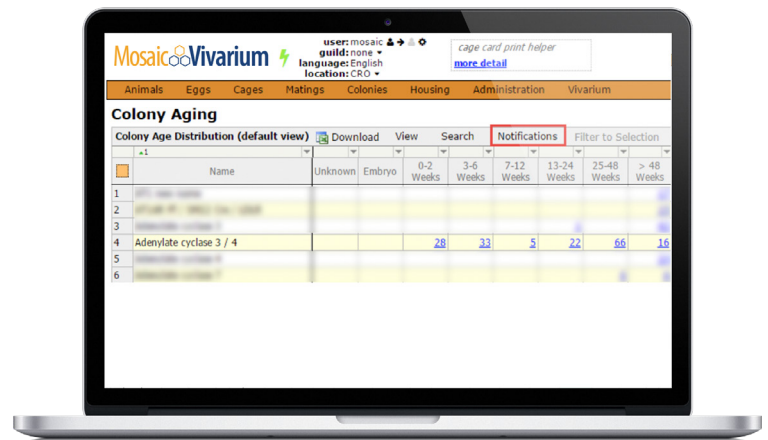 Mosaic Vivarium
user: mosaic
guild: none
language: English
location: CRO
cage card print helper
more detail
Animals Eggs Cages Matings Colonies Housing Administration Vivarium
Colony Aging
Colony Age Distribution (default view) Download View Search Notifications Filter to Selection
1
Name Unknown Embryo 0-2 Weeks 3-6 Weeks 7-12 Weeks 13-24 Weeks 25-48 Weeks > 48 Weeks
1
2
3
4 Adenylate cyclase 3 / 4 28 33 5 22 66 16
5
6